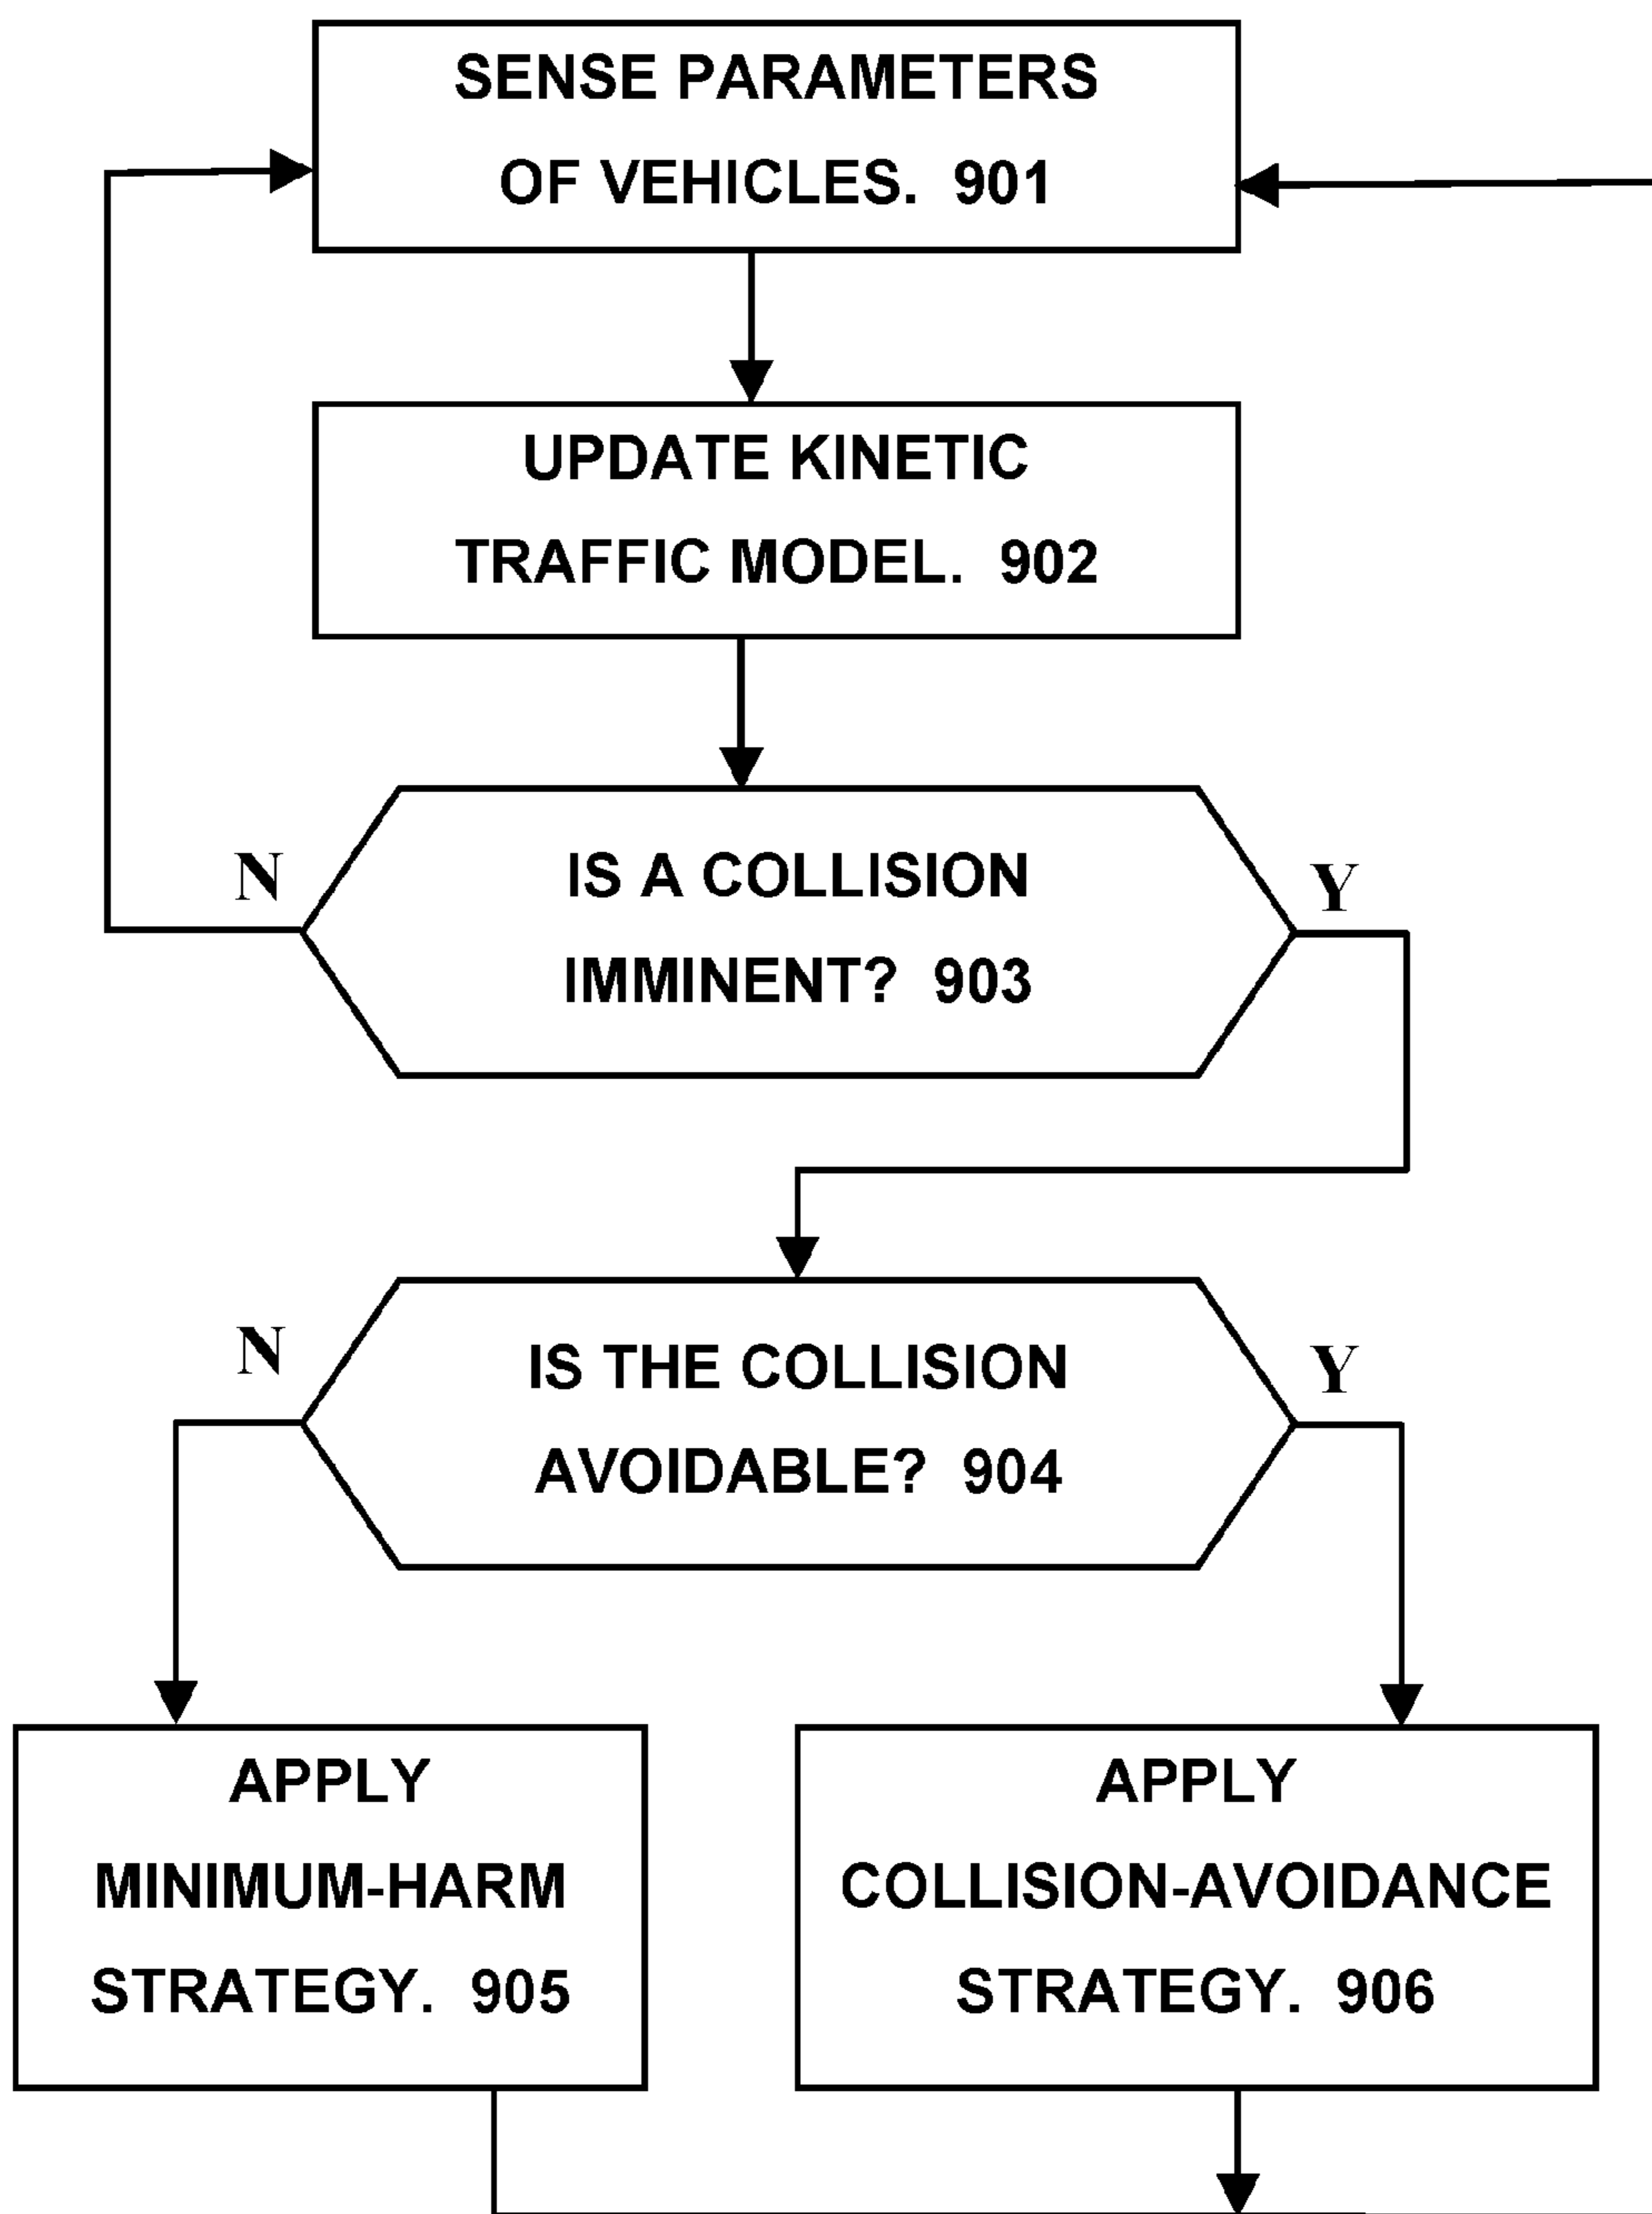 SENSE PARAMETERS
OF VEHICLES. 901
UPDATE KINETIC
TRAFFIC MODEL. 902
N
IS A COLLISION
Y
IMMINENT? 903
N
IS THE COLLISION
Y
AVOIDABLE? 904
APPLY
MINIMUM-HARM
STRATEGY. 905
APPLY
COLLISION-AVOIDANCE
STRATEGY. 906